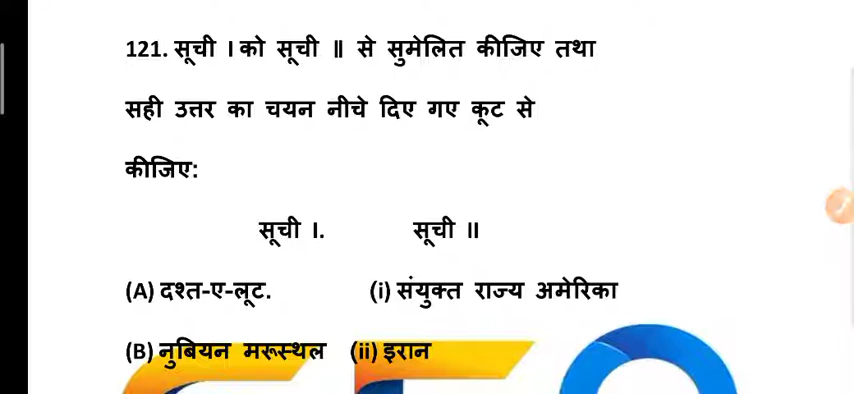 121. सूची I को सूची II से सुमेलित कीजिए तथा
सही उत्तर का चयन नीचे दिए गए कूट से
कीजिए:
सूची I. सूची II
(A) दश्त-ए-लूट. (i) संयुक्त राज्य अमेरिका
(B) नुबियन मरूस्थल (ii) इरान